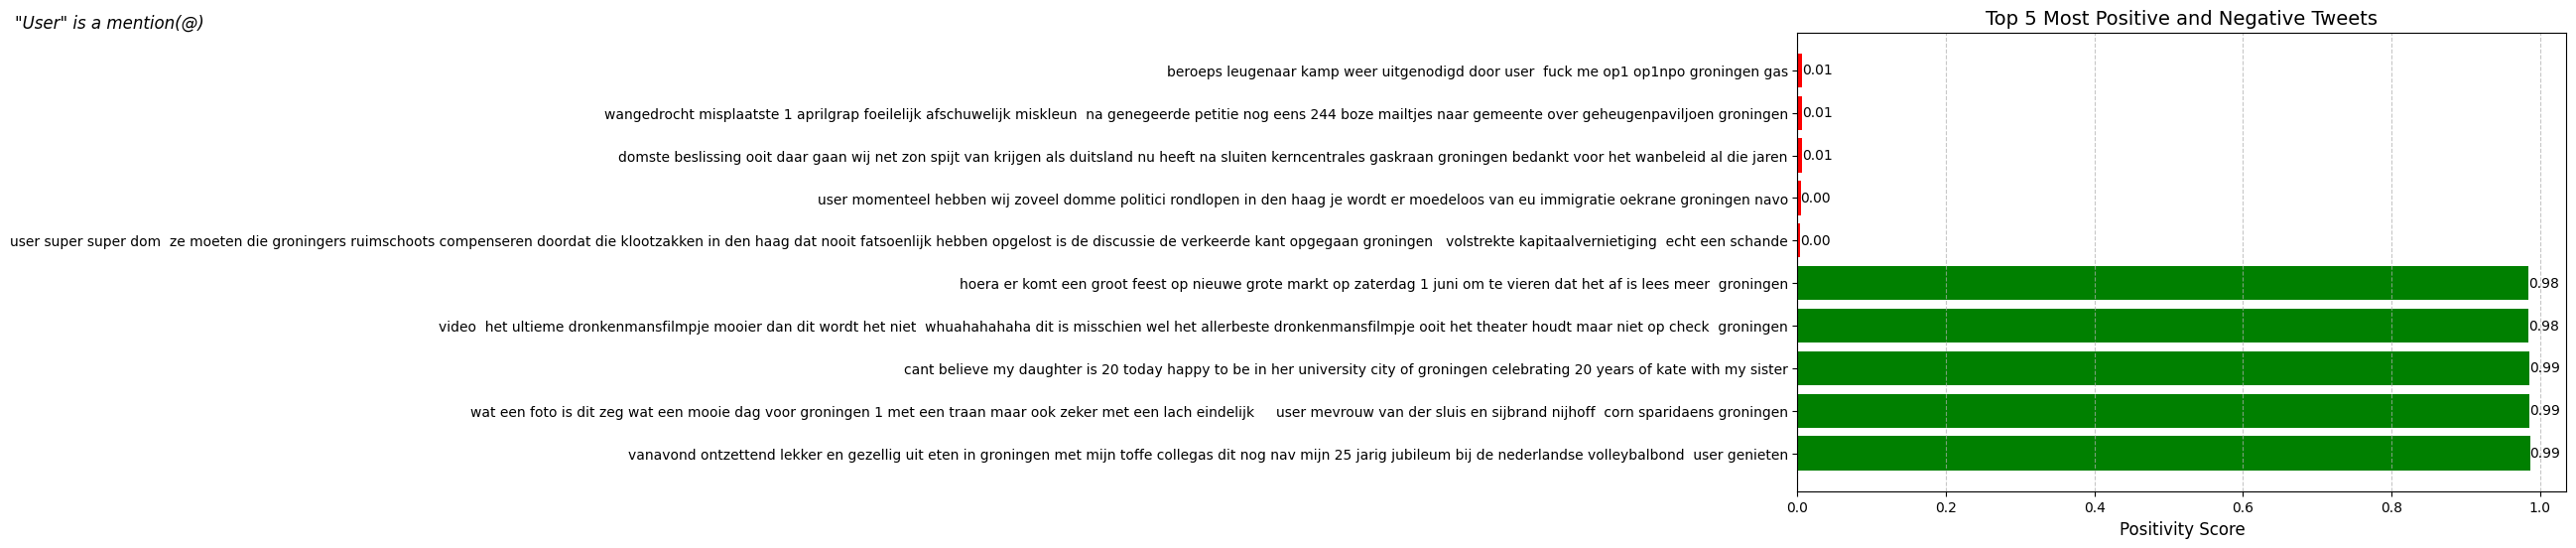 "User" is a mention(@)
Top 5 Most Positive and Negative Tweets
beroeps leugenaar kamp weer uitgenodigd door user  fuck me op1 op1npo groningen gas
0.01
wangedrocht misplaatste 1 aprilgrap foeilelijk afschuwelijk miskleun  na genegeerde petitie nog eens 244 boze mailtjes naar gemeente over geheugenpaviljoen groningen
0.01
domste beslissing ooit daar gaan wij net zon spijt van krijgen als duitsland nu heeft na sluiten kerncentrales gaskraan groningen bedankt voor het wanbeleid al die jaren
0.01
user momenteel hebben wij zoveel domme politici rondlopen in den haag je wordt er moedeloos van eu immigratie oekrane groningen navo
0.00
user super super dom  ze moeten die groningers ruimschoots compenseren doordat die klootzakken in den haag dat nooit fatsoenlijk hebben opgelost is de discussie de verkeerde kant opgegaan groningen   volstrekte kapitaalvernietiging  echt een schande
0.00
hoera er komt een groot feest op nieuwe grote markt op zaterdag 1 juni om te vieren dat het af is lees meer  groningen
0.98
video  het ultieme dronkenmansfilmpje mooier dan dit wordt het niet  whuahahahaha dit is misschien wel het allerbeste dronkenmansfilmpje ooit het theater houdt maar niet op check  groningen
0.98
cant believe my daughter is 20 today happy to be in her university city of groningen celebrating 20 years of kate with my sister
0.99
wat een foto is dit zeg wat een mooie dag voor groningen 1 met een traan maar ook zeker met een lach eindelijk     user mevrouw van der sluis en sijbrand nijhoff  corn sparidaens groningen
0.99
vanavond ontzettend lekker en gezellig uit eten in groningen met mijn toffe collegas dit nog nav mijn 25 jarig jubileum bij de nederlandse volleybalbond  user genieten
0.99
0.0 0.2 0.4 0.6 0.8 1.0
Positivity Score